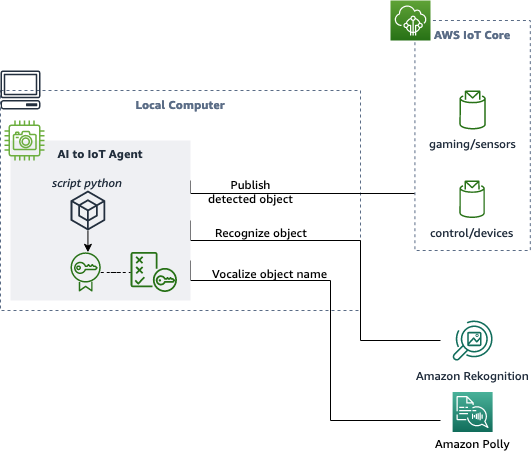 AWS IoT Core
Local Computer
gaming/sensors
AI to IoT Agent
script python
Publish
detected object
control/devices
Recognize object
Vocalize object name
Amazon Rekognition
Amazon Polly